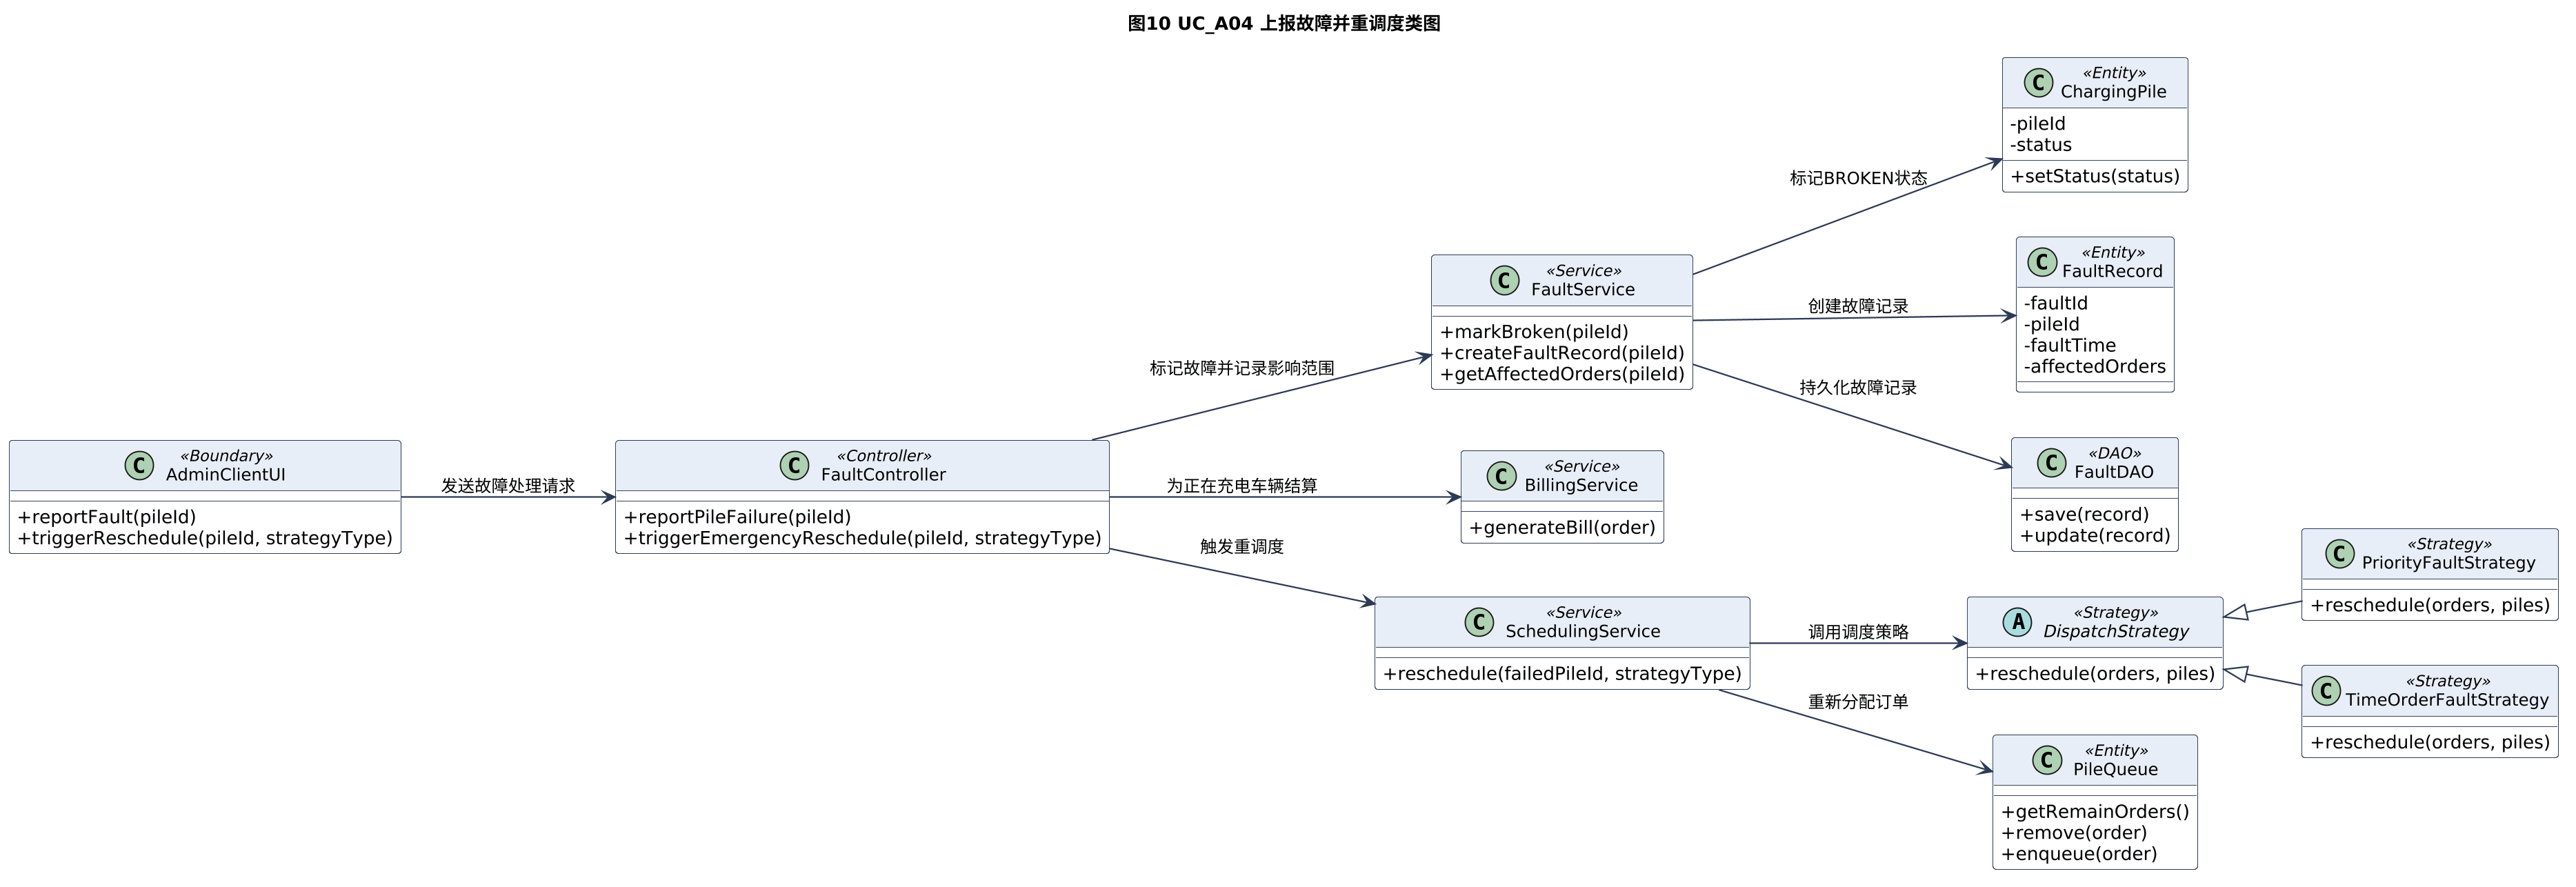 图10 UC_A04 上报故障并重调度类图
«Boundary»
AdminClientUI
+reportFault(pileId)
+triggerReschedule(pileId, strategyType)
发送故障处理请求
«Controller»
FaultController
+reportPileFailure(pileId)
+triggerEmergencyReschedule(pileId, strategyType)
标记故障并记录影响范围
为正在充电车辆结算
触发重调度
«Service»
FaultService
+markBroken(pileId)
+createFaultRecord(pileId)
+getAffectedOrders(pileId)
«Service»
BillingService
+generateBill(order)
«Service»
SchedulingService
+reschedule(failedPileId, strategyType)
标记BROKEN状态
创建故障记录
持久化故障记录
调用调度策略
重新分配订单
«Entity»
ChargingPile
-pileId
-status
+setStatus(status)
«Entity»
FaultRecord
-faultId
-pileId
-faultTime
-affectedOrders
«DAO»
FaultDAO
+save(record)
+update(record)
«Strategy»
DispatchStrategy
+reschedule(orders, piles)
«Entity»
PileQueue
+getRemainOrders()
+remove(order)
+enqueue(order)
«Strategy»
PriorityFaultStrategy
+reschedule(orders, piles)
«Strategy»
TimeOrderFaultStrategy
+reschedule(orders, piles)